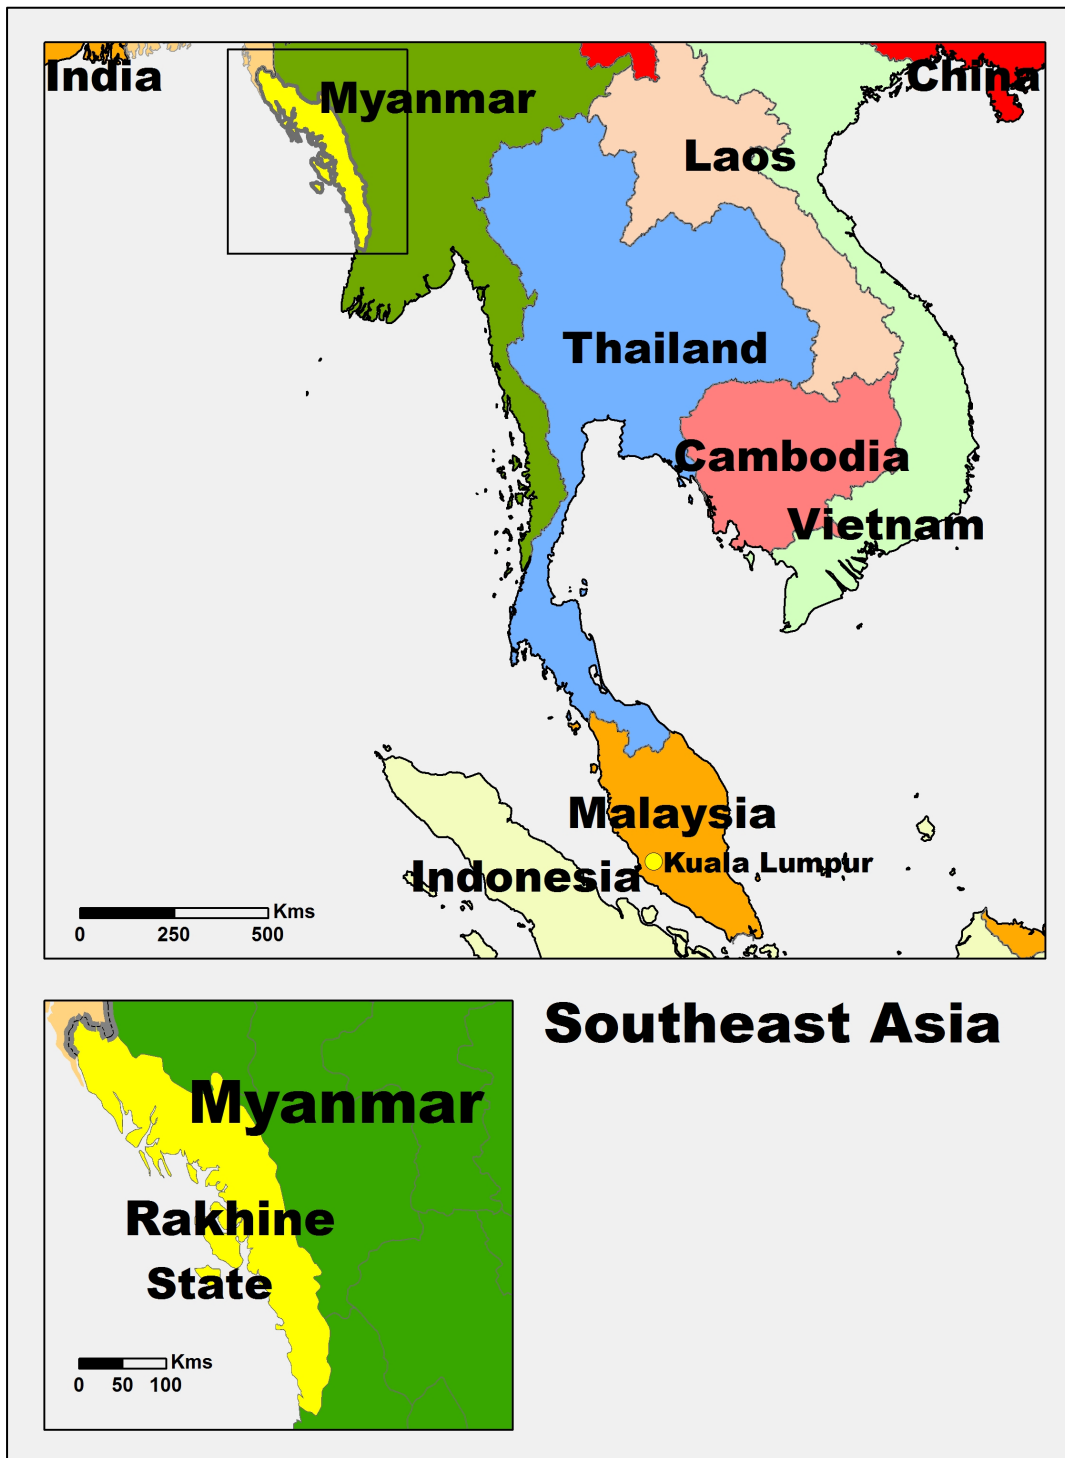 India
China
Myanmar
Laos
Thailand
Cambodia
Vietnam
Malaysia
Kuala Lumpur
Indonesia
Kms
0 250 500
Southeast Asia
Myanmar
Rakhine
State
Kms
0 50 100